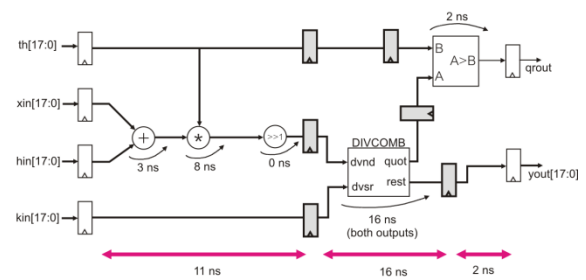 2 ns
th[17:0]
B
A>B
A
qrout
xin[17:0]
+
*
>>1
DIVCOMB
hin[17:0]
3 ns
8 ns
0 ns
dvnd
quot
rest
dvsr
yout[17:0]
kin[17:0]
16 ns
(both outputs)
11 ns
16 ns
2 ns